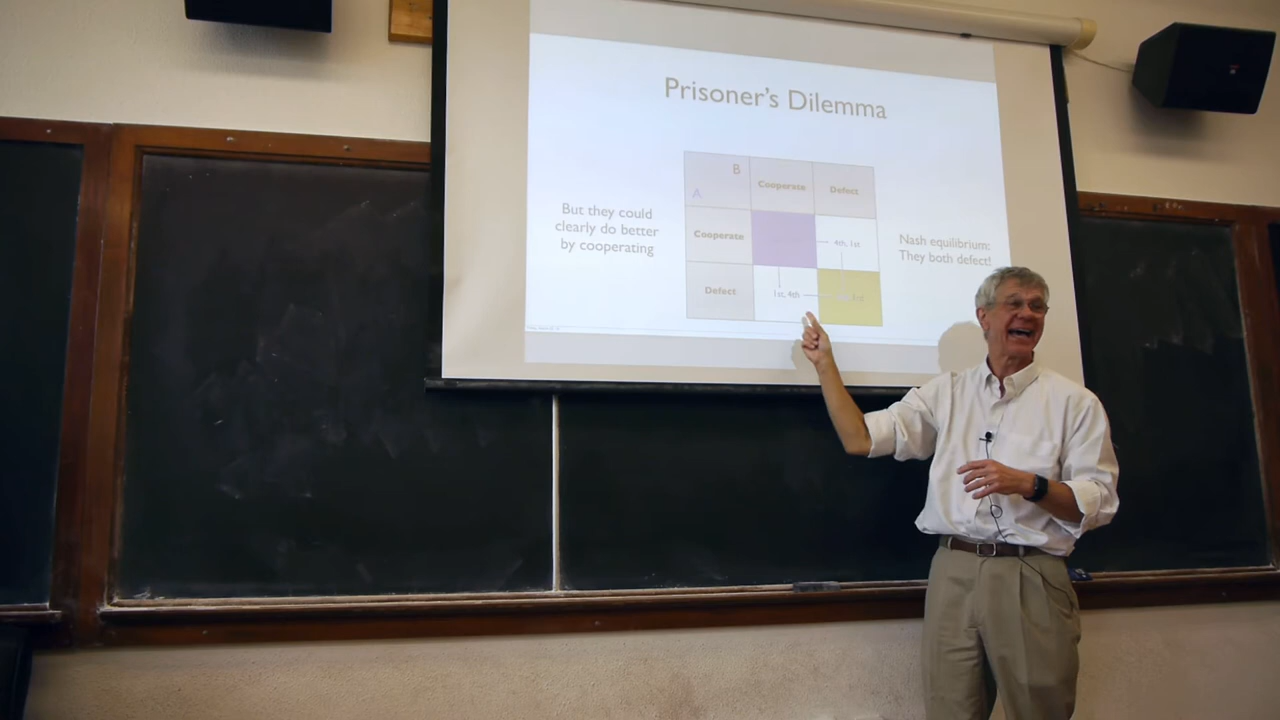 Prisoner's Dilemma
But they could
clearly do better
by cooperating
B
A
Cooperate
Defect
Cooperate
4th, 1st
Defect
1st, 4th
Nash equilibrium:
They both defect!